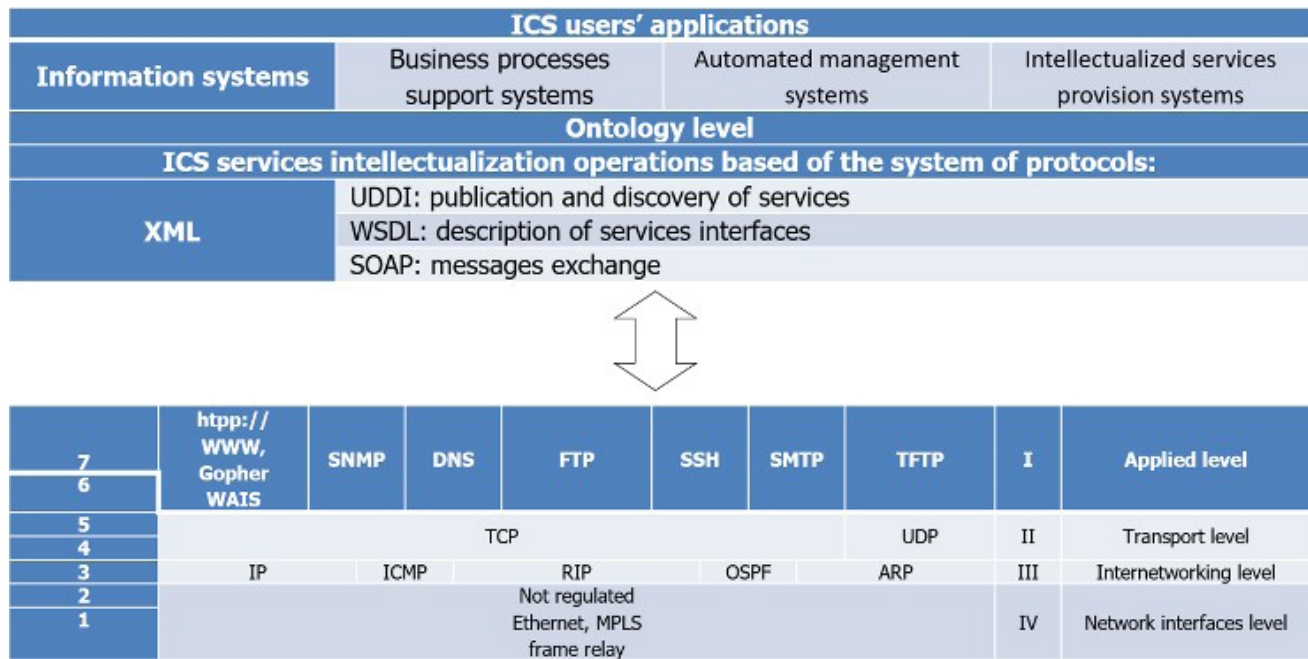 ICS users’ applications
Information systems
Business processes
support systems
Automated management
systems
Intellectualized services
provision systems
Ontology level
ICS services intellectualization operations based of the system of protocols:
XML
UDDI: publication and discovery of services
WSDL: description of services interfaces
SOAP: messages exchange
7
6
htpp://
WWW,
Gopher
WAIS
SNMP
DNS
FTP
SSH
SMTP
TFTP
I
Applied level
5
4
TCP
UDP
II
Transport level
3
IP
ICMP
RIP
OSPF
ARP
III
Internetworking level
2
1
Not regulated
Ethernet, MPLS
frame relay
IV
Network interfaces level